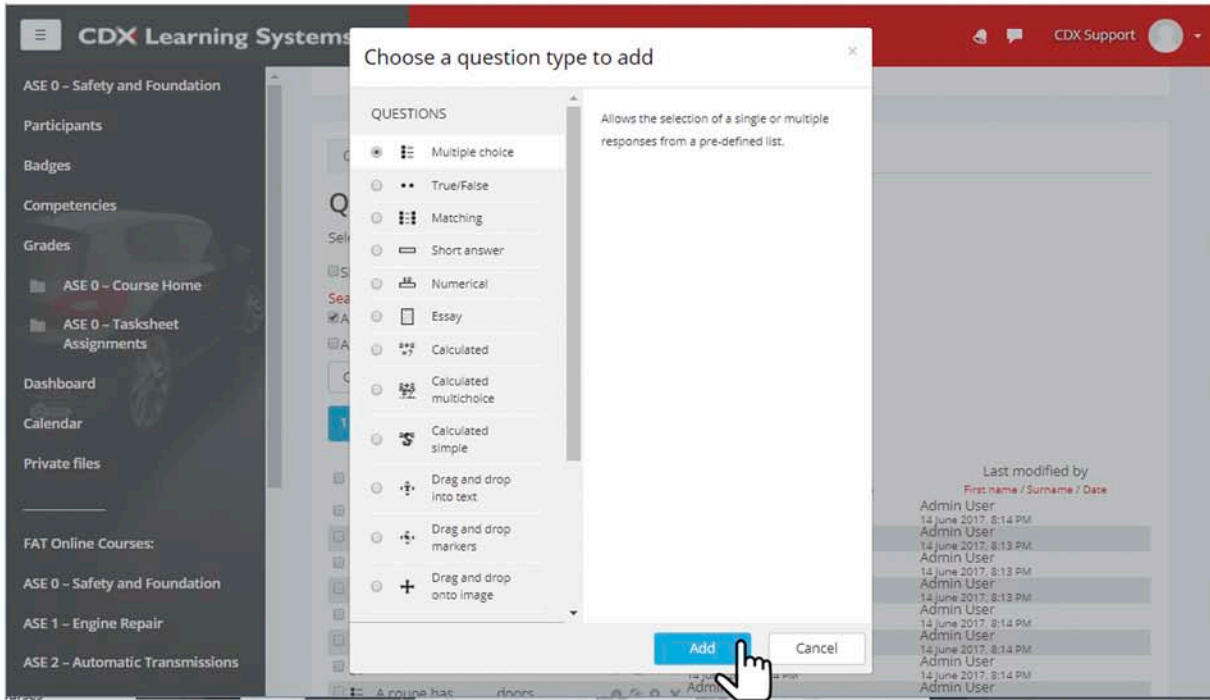 CDX Learning Systems
CDX Support
ASE 0 – Safety and Foundation
Participants
Badges
Competencies
Grades
ASE 0 – Course Home
ASE 0 – Tasksheet
Assignments
Dashboard
Calendar
Private files
FAT Online Courses:
ASE 0 – Safety and Foundation
ASE 1 – Engine Repair
ASE 2 – Automatic Transmissions
Choose a question type to add
×
QUESTIONS
Multiple choice
True/False
Matching
Short answer
Numerical
Essay
Calculated
Calculated
multichoice
Calculated
simple
Drag and drop
into text
Drag and drop
markers
Drag and drop
onto image
Allows the selection of a single or multiple
responses from a pre-defined list.
Add
Cancel
Last modified by
First name / Surname / Date
Admin User
14 June 2017, 8:14 PM
Admin User
14 June 2017, 8:13 PM
Admin User
14 June 2017, 8:13 PM
Admin User
14 June 2017, 8:13 PM
Admin User
14 June 2017, 8:14 PM
Admin User
14 June 2017, 8:14 PM
Admin User
14 June 2017, 8:14 PM
Admin User
A coupe has doors